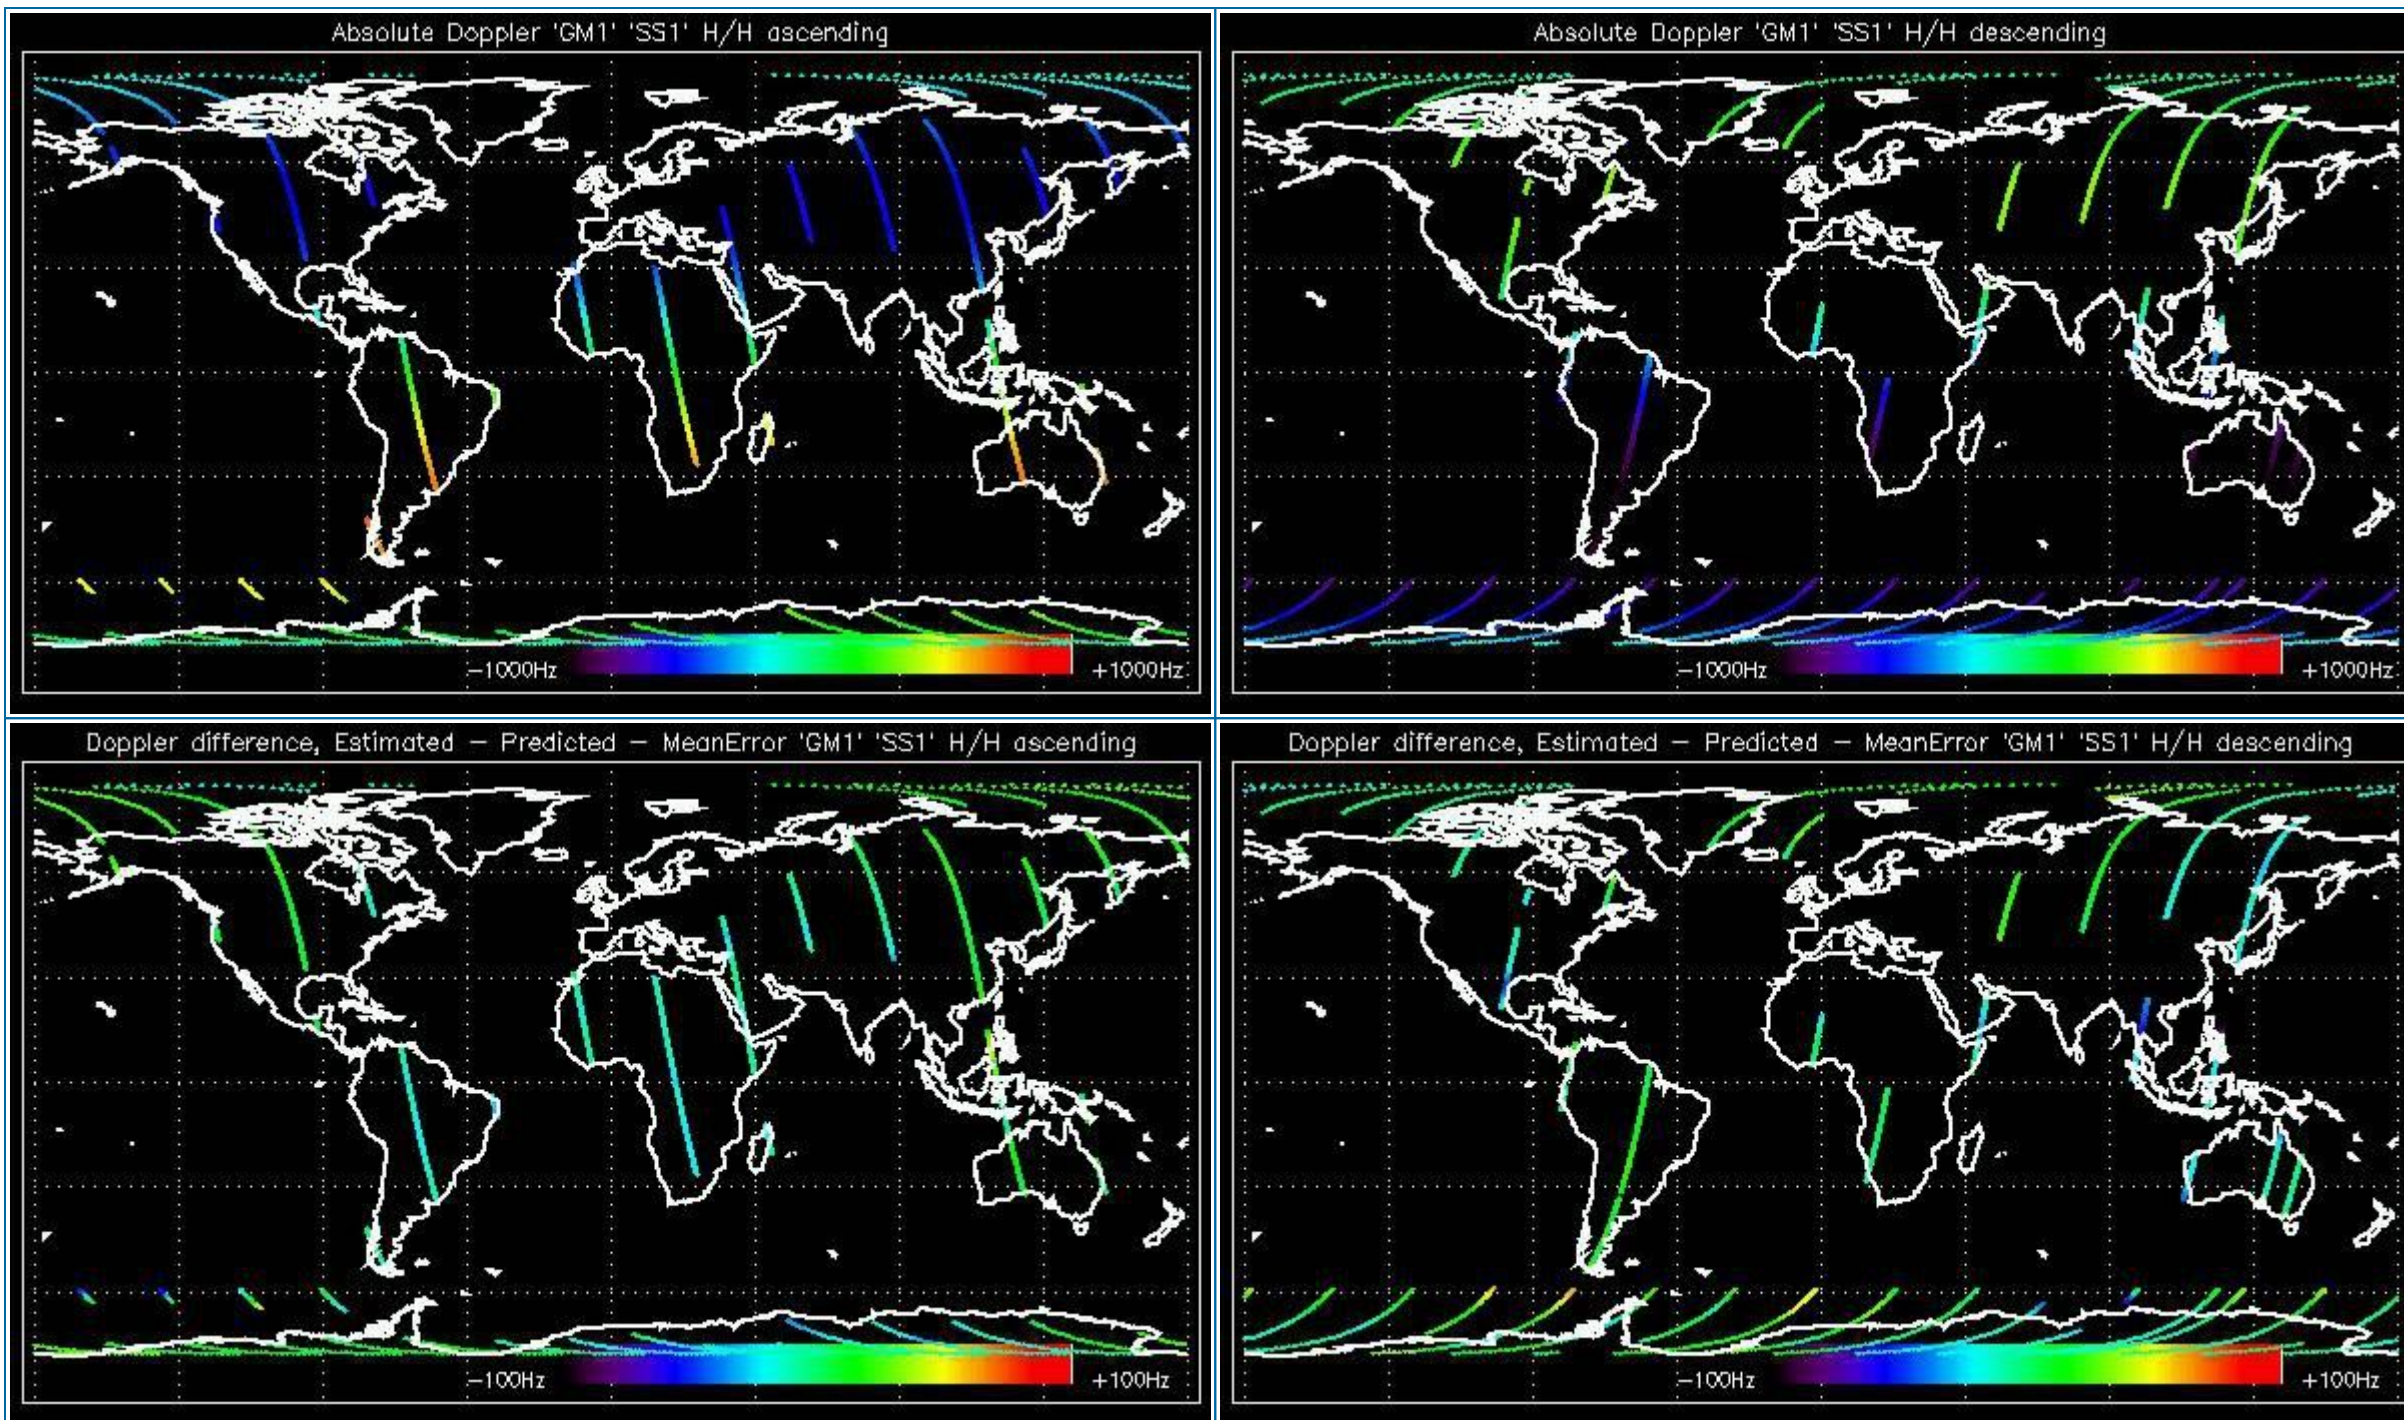 Absolute Doppler 'GM1' 'SS1' H/H ascending
−1000Hz
+1000Hz
Absolute Doppler 'GM1' 'SS1' H/H descending
−1000Hz
+1000Hz
Doppler difference, Estimated − Predicted − MeanError 'GM1' 'SS1' H/H ascending
−100Hz
+100Hz
Doppler difference, Estimated − Predicted − MeanError 'GM1' 'SS1' H/H descending
−100Hz
+100Hz